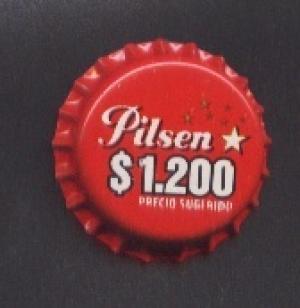 Pilsen
$1.200
PRECIO SUGERIDO